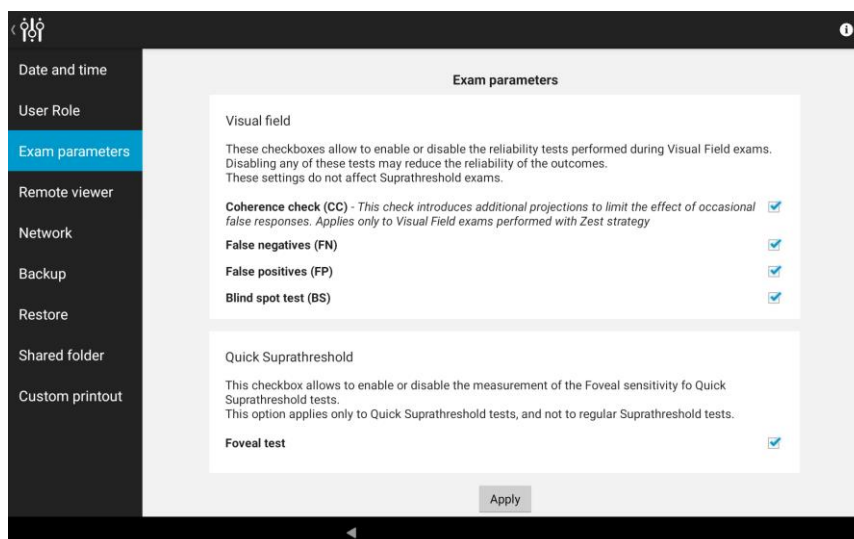 Date and time
User Role
Exam parameters
Remote viewer
Network
Backup
Restore
Shared folder
Custom printout
Exam parameters
Visual field
These checkboxes allow to enable or disable the reliability tests performed during Visual Field exams.
Disabling any of these tests may reduce the reliability of the outcomes.
These settings do not affect Suprathreshold exams.
Coherence check (CC) - This check introduces additional projections to limit the effect of occasional
false responses. Applies only to Visual Field exams performed with Zest strategy
False negatives (FN)
False positives (FP)
Blind spot test (BS)
Quick Suprathreshold
This checkbox allows to enable or disable the measurement of the Foveal sensitivity fo Quick
Suprathreshold tests.
This option applies only to Quick Suprathreshold tests, and not to regular Suprathreshold tests.
Foveal test
Apply